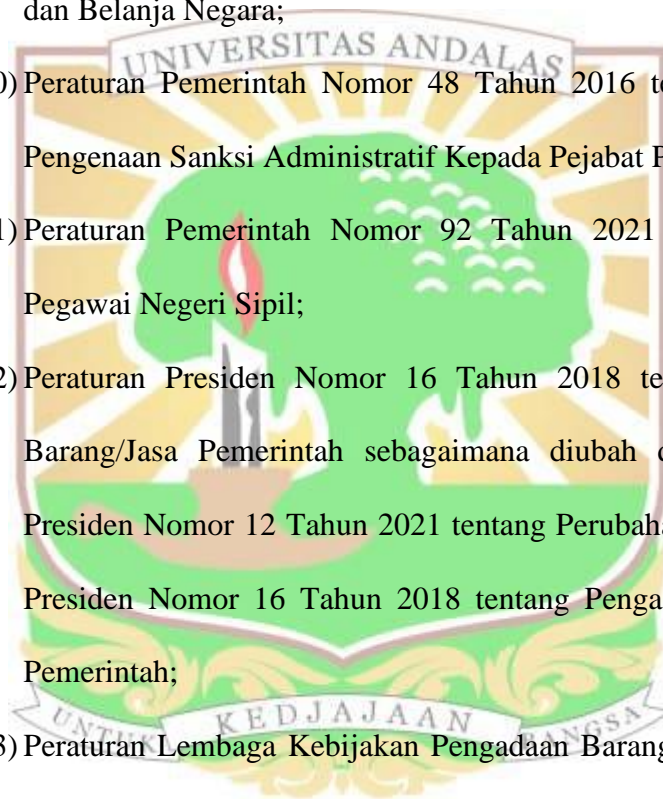 dan Belanja Negara;
UNIVERSITAS ANDALAS
0) Peraturan Pemerintah Nomor 48 Tahun 2016 te
Pengenaan Sanksi Administratif Kepada Pejabat P
1) Peraturan Pemerintah Nomor 92 Tahun 2021
Pegawai Negeri Sipil;
2) Peraturan Presiden Nomor 16 Tahun 2018 te
Barang/Jasa Pemerintah sebagaimana diubah d
Presiden Nomor 12 Tahun 2021 tentang Perubaha
Presiden Nomor 16 Tahun 2018 tentang Penga
Pemerintah;
UNTUK KEDJAJAAN BANGSA
3) Peraturan Lembaga Kebijakan Pengadaan Barang